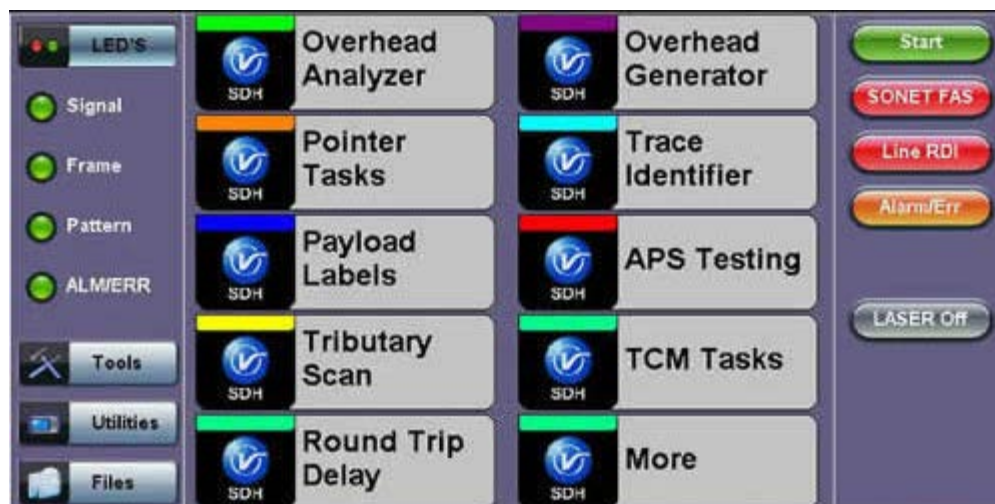 LED'S
Signal
Frame
Pattern
ALM/ERR
Tools
Utilities
Files
SDH
Overhead
Analyzer
SDH
Overhead
Generator
SDH
Pointer
Tasks
SDH
Trace
Identifier
SDH
Payload
Labels
SDH
APS Testing
SDH
Tributary
Scan
SDH
TCM Tasks
SDH
Round Trip
Delay
SDH
More
Start
SONET FAS
Line RDI
Alarm/Err
LASER Off